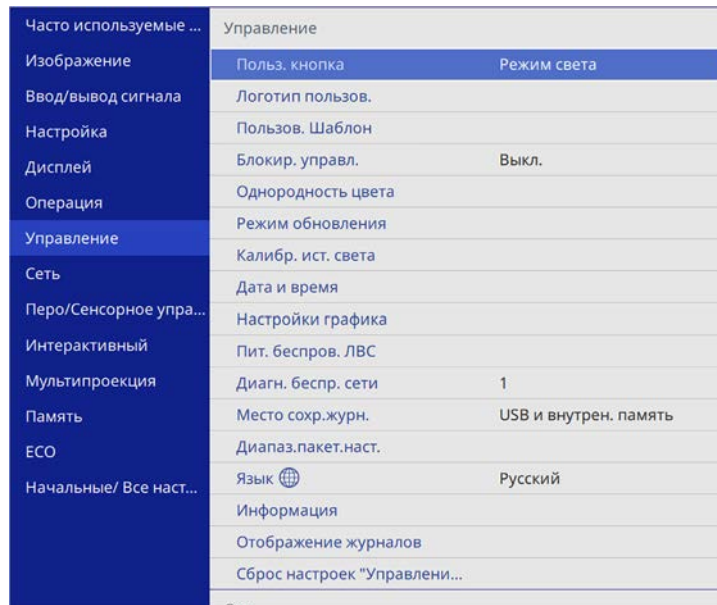 Часто используемые ...
Изображение
Ввод/вывод сигнала
Настройка
Дисплей
Операция
Управление
Сеть
Перо/Сенсорное упра...
Интерактивный
Мультипроекция
Память
ECO
Начальные/ Все наст...
Управление
Польз. кнопка Режим света
Логотип пользов.
Пользов. Шаблон
Блокир. управл. Выкл.
Однородность цвета
Режим обновления
Калибр. ист. света
Дата и время
Настройки графика
Пит. беспров. ЛВС
Диагн. беспр. сети 1
Место сохр.журн. USB и внутрен. память
Диапаз.пакет.наст.
Язык Русский
Информация
Отображение журналов
Сброс настроек "Управлени...